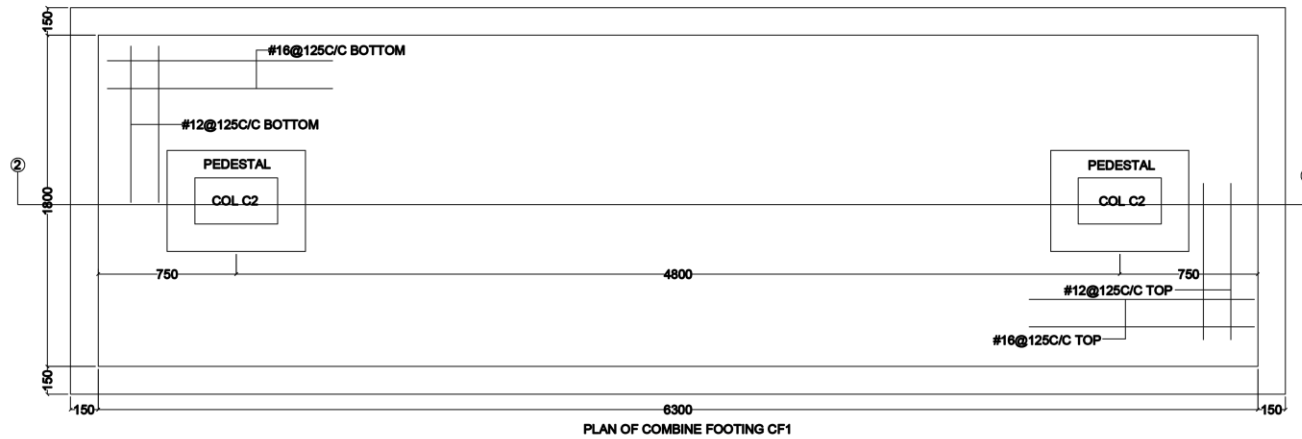 150
#16@125C/C BOTTOM
#12@125C/C BOTTOM
2
PEDESTAL
PEDESTAL
1800
COL C2
COL C2
750
4800
750
#12@125C/C TOP
#16@125C/C TOP
150
150
6300
150
PLAN OF COMBINE FOOTING CF1